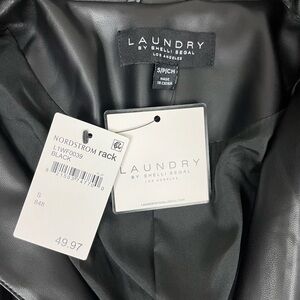 LAUNDRY
BY SHELLI SEGAL
LOS ANGELES
S/P/CH
MADE
IN CHINA
NORDSTROM rack
L1WF0039
BLACK
S
848
49.97
LAUNDRY
BY SHELLI SEGAL
LOS ANGELES